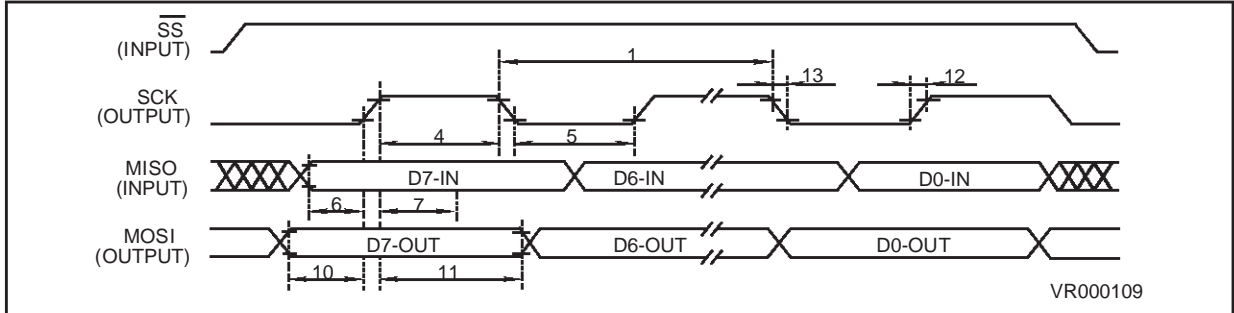 SS
(INPUT)
1
13
12
SCK
(OUTPUT)
4
5
MISO
(INPUT)
D7-IN
D6-IN
D0-IN
6
7
MOSI
(OUTPUT)
D7-OUT
D6-OUT
D0-OUT
10
11
VR000109